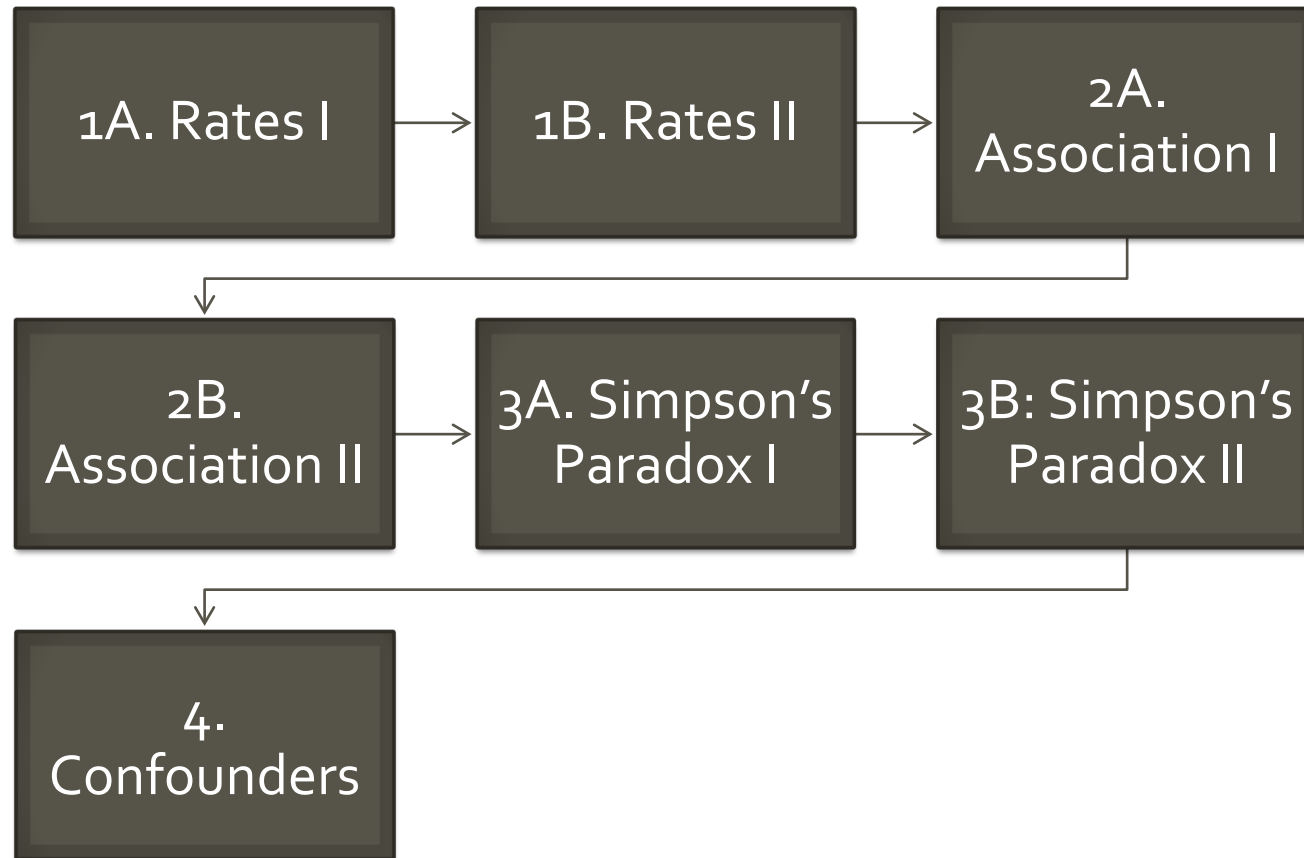 1A. Rates I
1B. Rates II
2A.
Association I
2B.
Association II
3A. Simpson’s
Paradox I
3B: Simpson’s
Paradox II
4.
Confounders